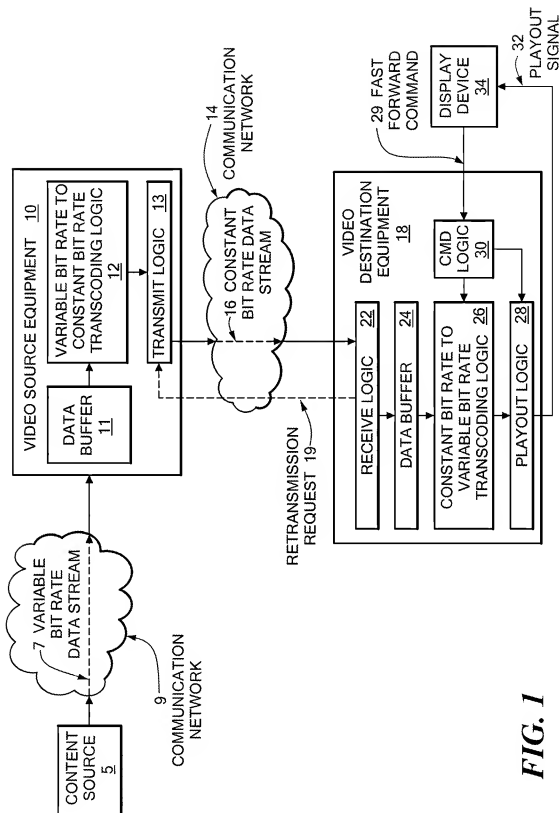 CONTENT
SOURCE
5
7 VARIABLE
BIT RATE
DATA STREAM
9
COMMUNICATION
NETWORK
VIDEO SOURCE EQUIPMENT 10
DATA
BUFFER
11
VARIABLE BIT RATE TO
CONSTANT BIT RATE
TRANSCODING LOGIC
12
TRANSMIT LOGIC 13
14
COMMUNICATION
NETWORK
16 CONSTANT
BIT RATE DATA
STREAM
RETRANSMISSION
REQUEST 19
VIDEO
DESTINATION
EQUIPMENT
18
RECEIVE LOGIC 22
DATA BUFFER 24
CONSTANT BIT RATE TO
VARIABLE BIT RATE
TRANSCODING LOGIC 26
PLAYOUT LOGIC 28
CMD LOGIC
30
29 FAST
FORWARD
COMMAND
DISPLAY
DEVICE
34
32
PLAYOUT
SIGNAL
FIG. 1